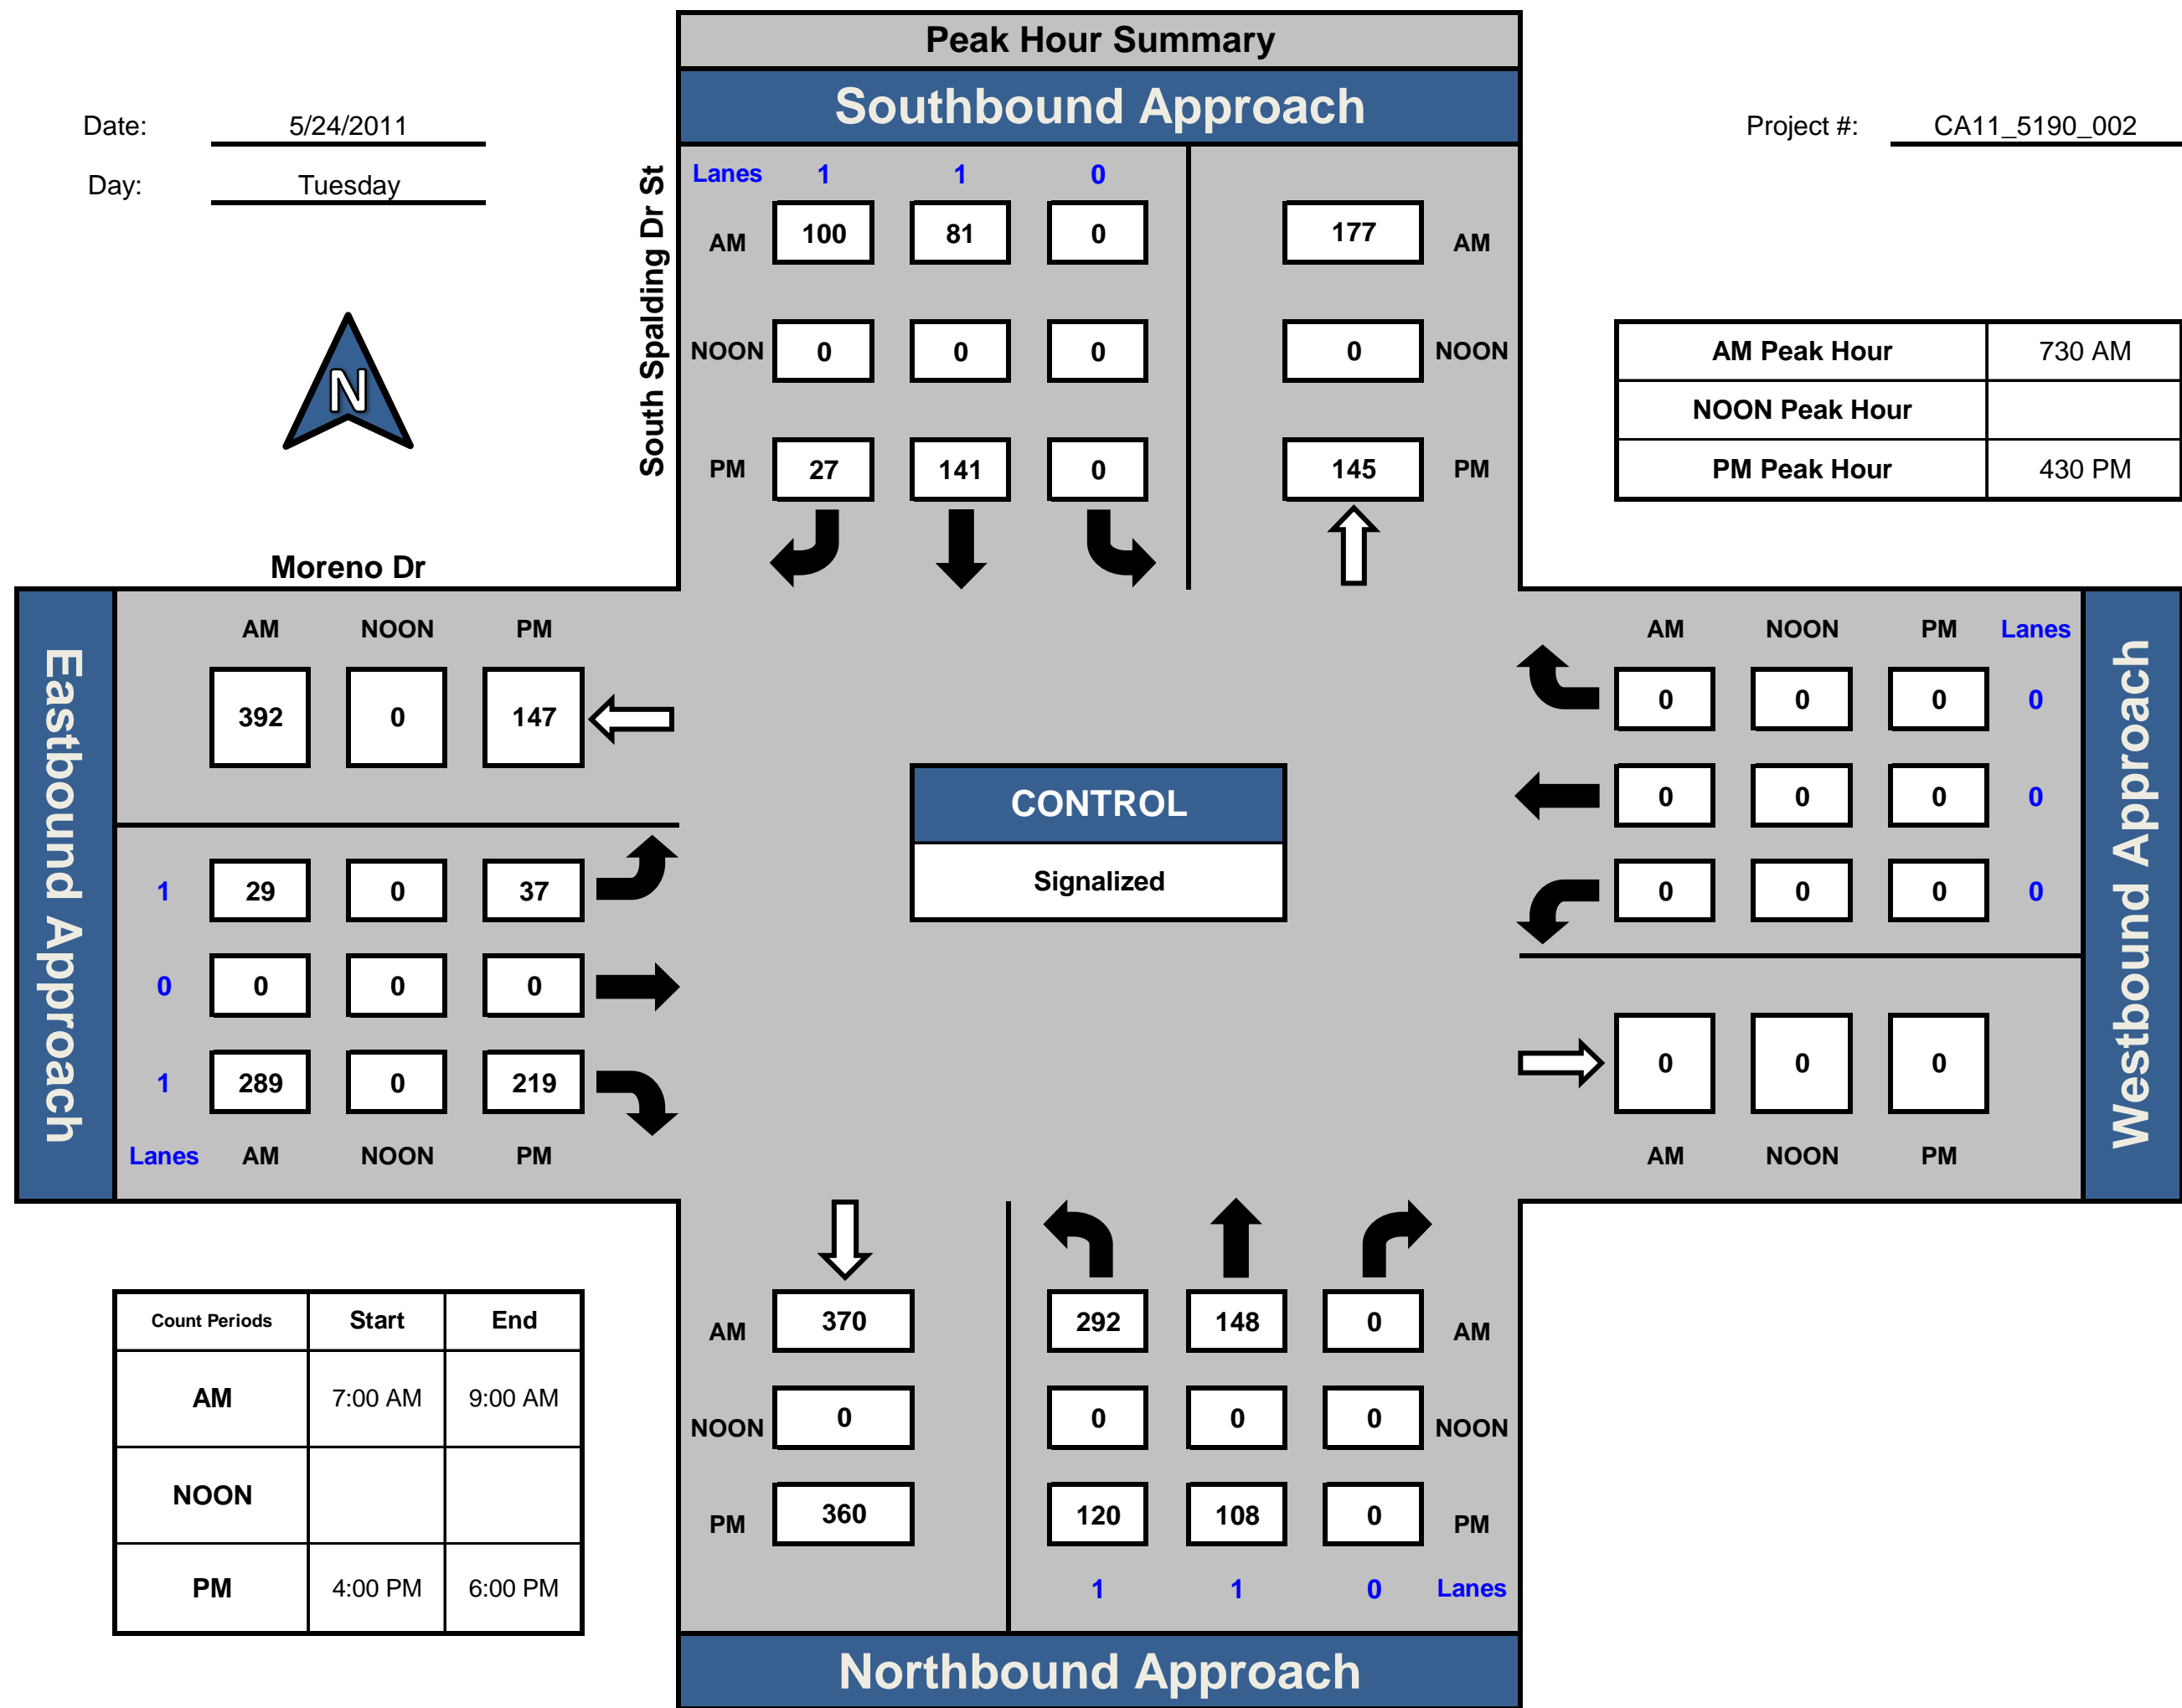 Peak Hour Summary
Southbound Approach
Date: 5/24/2011
Project #: CA11_5190_002
Day: Tuesday
South Spalding Dr St
Lanes 1 1 0
AM 100 81 0 177 AM
N
NOON 0 0 0 0 NOON
PM 27 141 0 145 PM
AM Peak Hour 730 AM
NOON Peak Hour
PM Peak Hour 430 PM
Moreno Dr
Eastbound Approach
AM NOON PM
392 0 147
1 29 0 37
0 0 0 0
1 289 0 219
Lanes AM NOON PM
CONTROL
Signalized
AM NOON PM Lanes
0 0 0 0
0 0 0 0
0 0 0 0
0 0 0
AM NOON PM
Westbound Approach
Count Periods Start End
AM 7:00 AM 9:00 AM
NOON
PM 4:00 PM 6:00 PM
AM 370 292 148 0 AM
NOON 0 0 0 0 NOON
PM 360 120 108 0 PM
1 1 0 Lanes
Northbound Approach